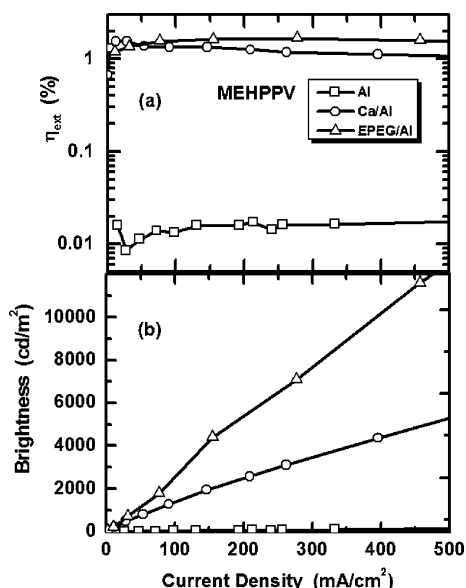 1
0.1
0.01
η_ext (%)
(a)
MEHPPV
Al
Ca/Al
EPEG/Al
10000
8000
6000
4000
2000
0
Brightness (cd/m²)
(b)
0 100 200 300 400 500
Current Density (mA/cm²)